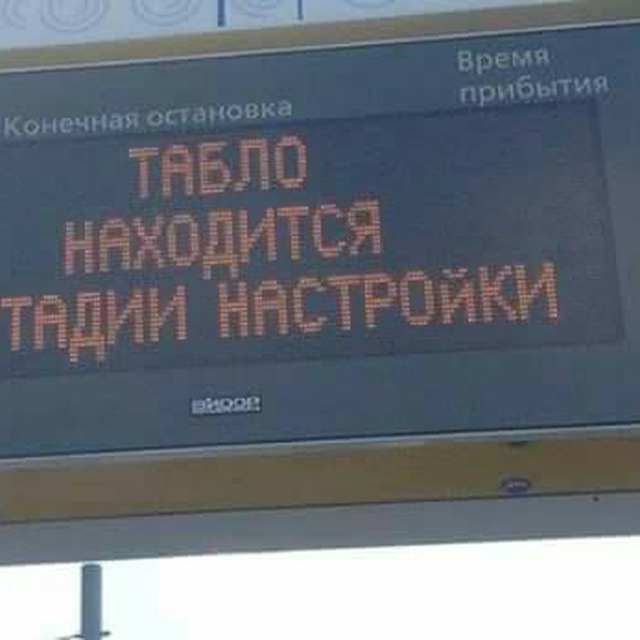 Время
прибытия
Конечная остановка
ТАБЛО
НАХОДИТСЯ
ТАДИИ НАСТРОЙКИ